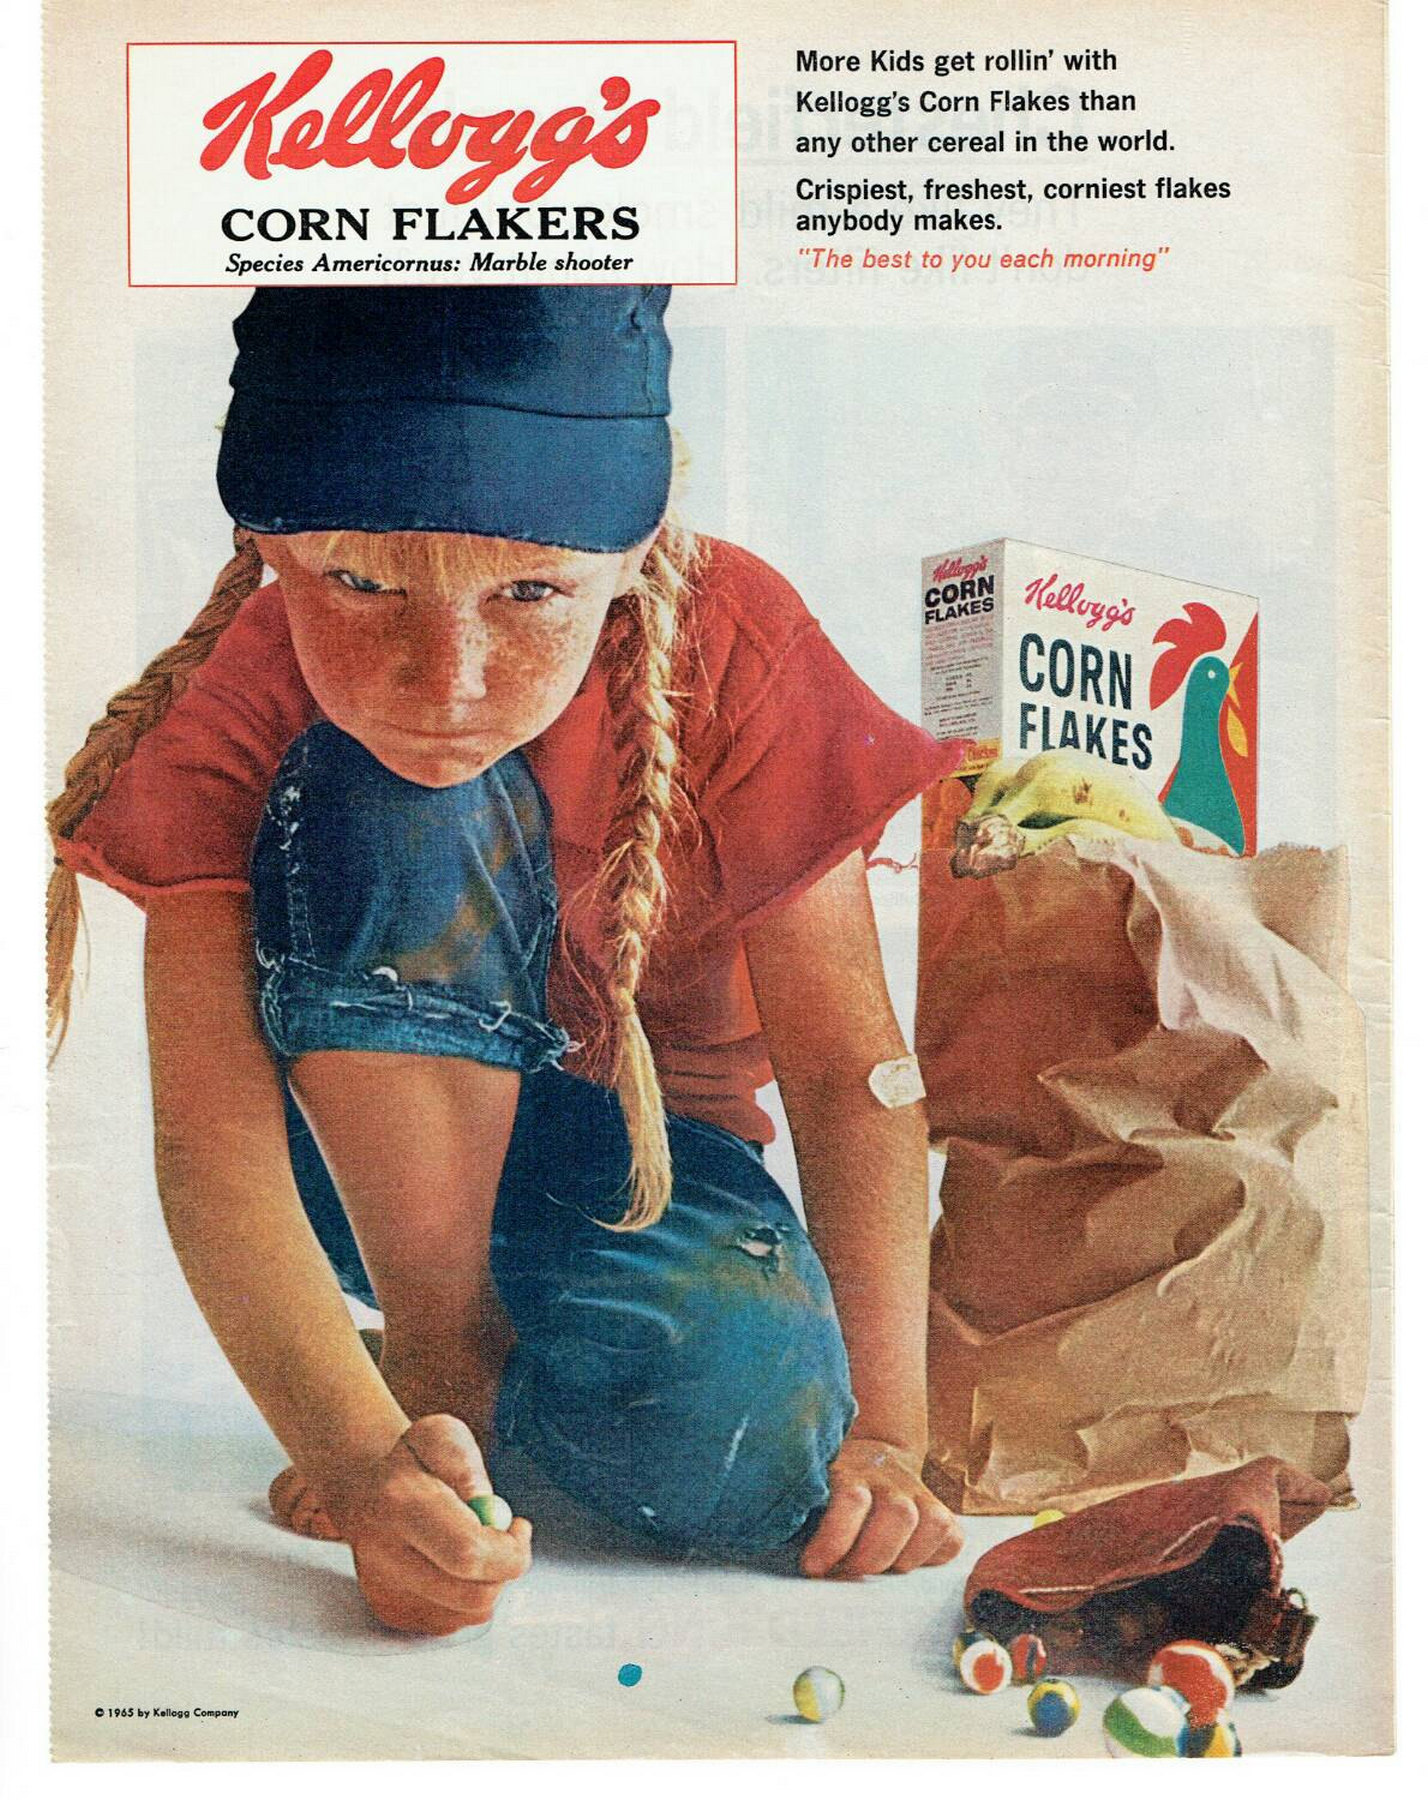 Kellogg's
CORN FLAKERS
Species Americornus: Marble shooter
More Kids get rollin' with
Kellogg's Corn Flakes than
any other cereal in the world.
Crispiest, freshest, corniest flakes
anybody makes.
"The best to you each morning"
Kellogg's
CORN
FLAKES
Kellogg's
CORN
FLAKES
© 1965 by Kellogg Company